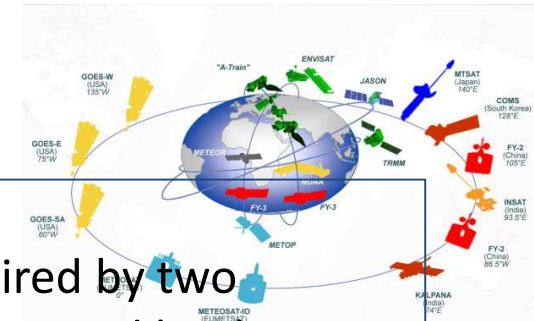 GOES-W
(USA)
135°W
"A-Train"
ENVISAT
JASON
MTSAT
(Japan)
140°E
COMS
(South Korea)
128°E
GOES-E
(USA)
75°W
METEOR
NOAA
TRMM
FY-2
(China)
105°E
FY-3
FY-3
INSAT
(India)
93.5°E
GOES-SA
(USA)
60°W
METOP
FY-2
(China)
86.5°W
ired by two
0°
METEOSAT-IO
(EUMETSAT)
KALPANA
(India)
74°E